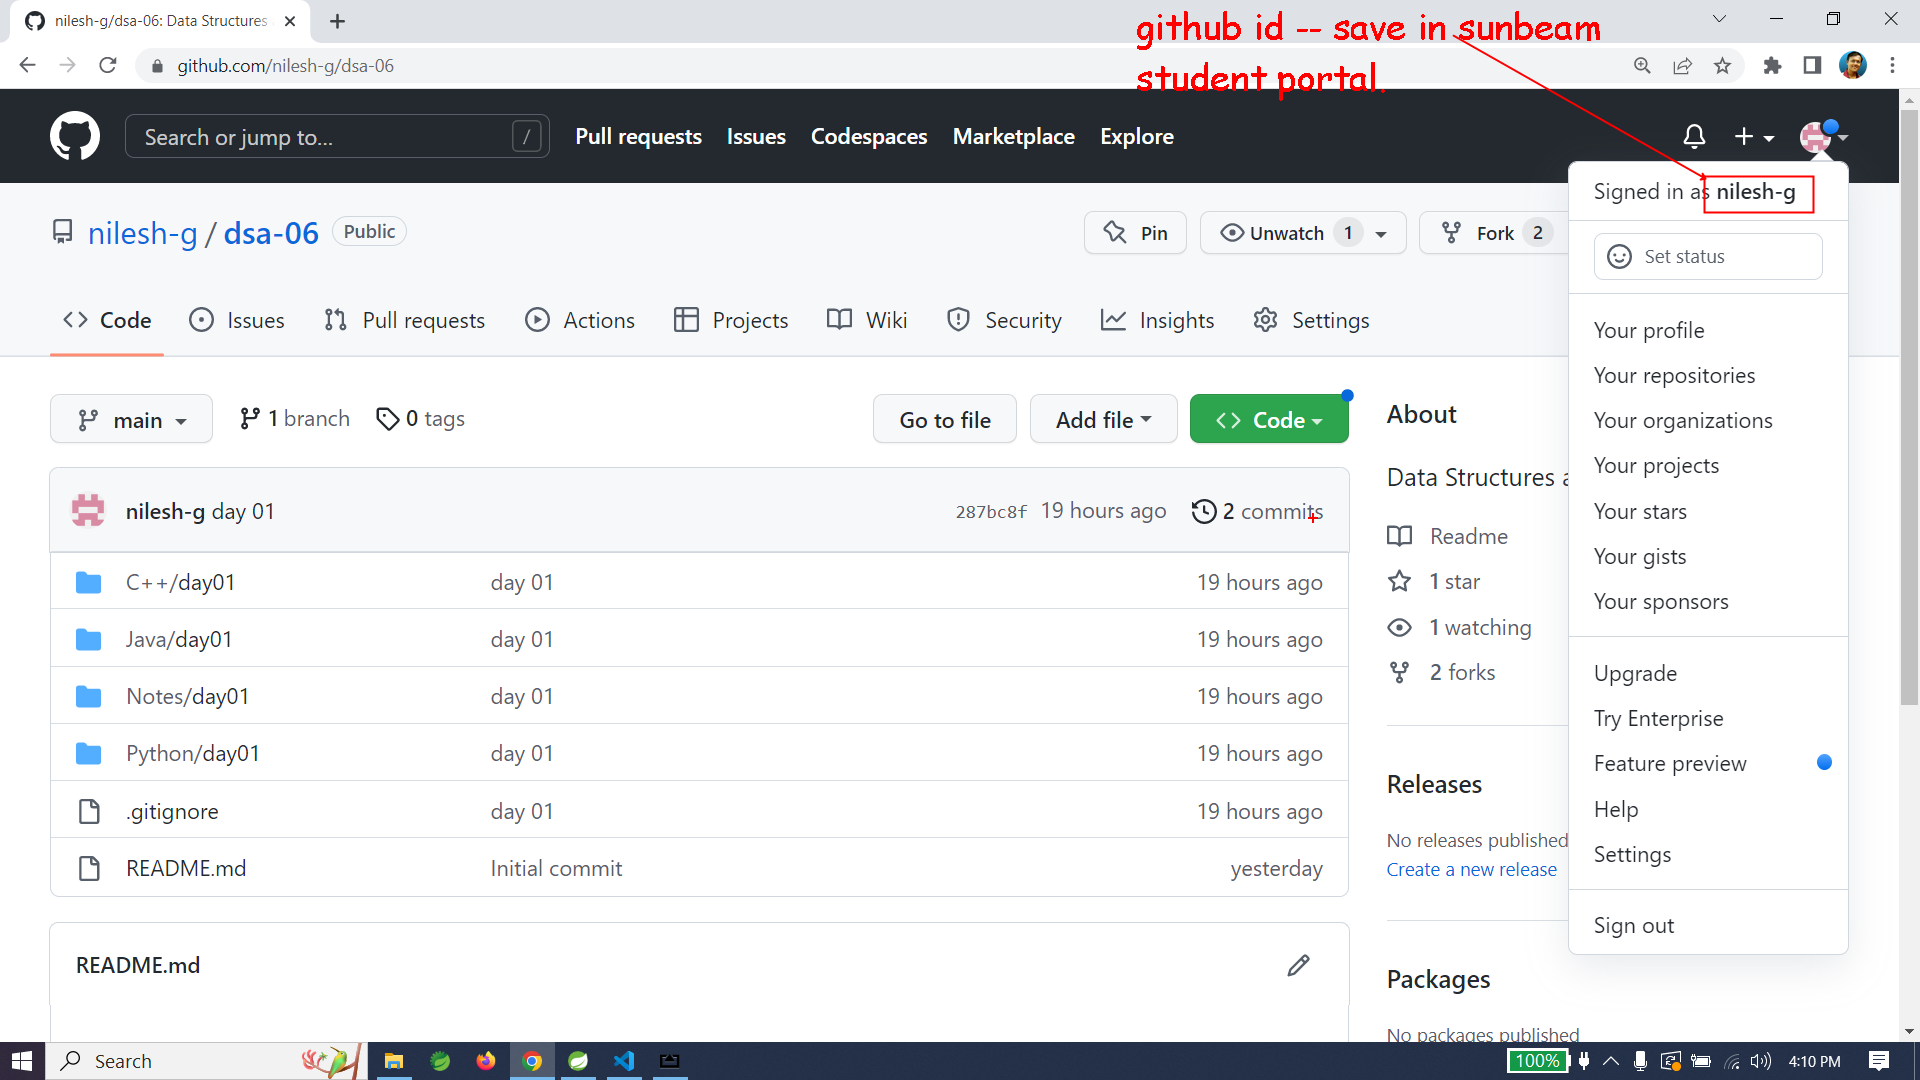 nilesh-g/dsa-06: Data Structures
github id -- save in sunbeam
student portal.
github.com/nilesh-g/dsa-06
Search or jump to...
/
Pull requests
Issues
Codespaces
Marketplace
Explore
Signed in as nilesh-g
nilesh-g / dsa-06
Public
Pin
Unwatch 1
Fork 2
Set status
Code
Issues
Pull requests
Actions
Projects
Wiki
Security
Insights
Settings
main
1 branch
0 tags
Go to file
Add file
Code
nilesh-g day 01
287bc8f 19 hours ago
2 commits
C++/day01 day 01 19 hours ago
Java/day01 day 01 19 hours ago
Notes/day01 day 01 19 hours ago
Python/day01 day 01 19 hours ago
.gitignore day 01 19 hours ago
README.md Initial commit yesterday
README.md
About
Data Structures a
Readme
1 star
1 watching
2 forks
Releases
No releases published
Create a new release
Packages
No packages published
Your profile
Your repositories
Your organizations
Your projects
Your stars
Your gists
Your sponsors
Upgrade
Try Enterprise
Feature preview
Help
Settings
Sign out
Search
100%
4:10 PM